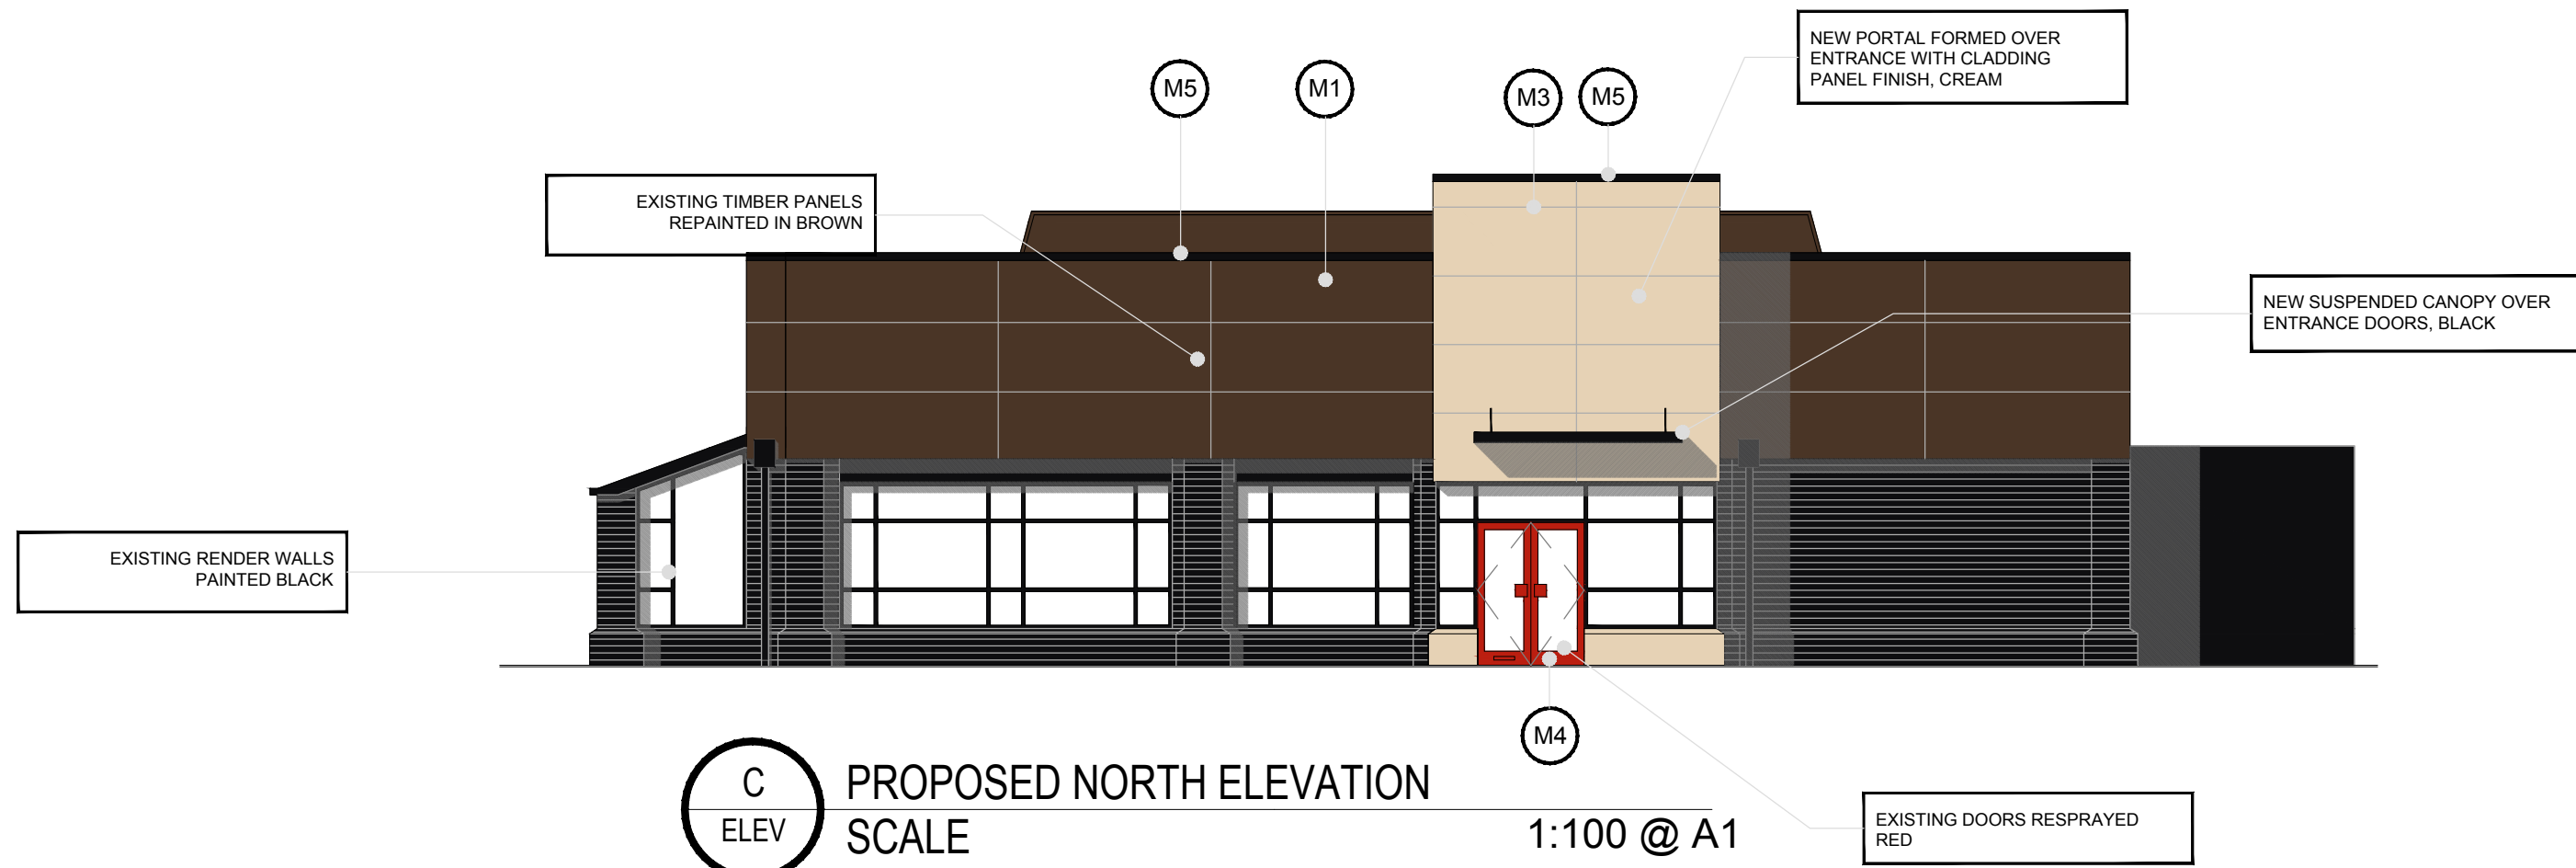 NEW PORTAL FORMED OVER
ENTRANCE WITH CLADDING
PANEL FINISH, CREAM
M5
M1
M3
M5
EXISTING TIMBER PANELS
REPAINTED IN BROWN
NEW SUSPENDED CANOPY OVER
ENTRANCE DOORS, BLACK
EXISTING RENDER WALLS
PAINTED BLACK
M4
C
ELEV
PROPOSED NORTH ELEVATION
SCALE
1:100 @ A1
EXISTING DOORS RESPRAYED
RED